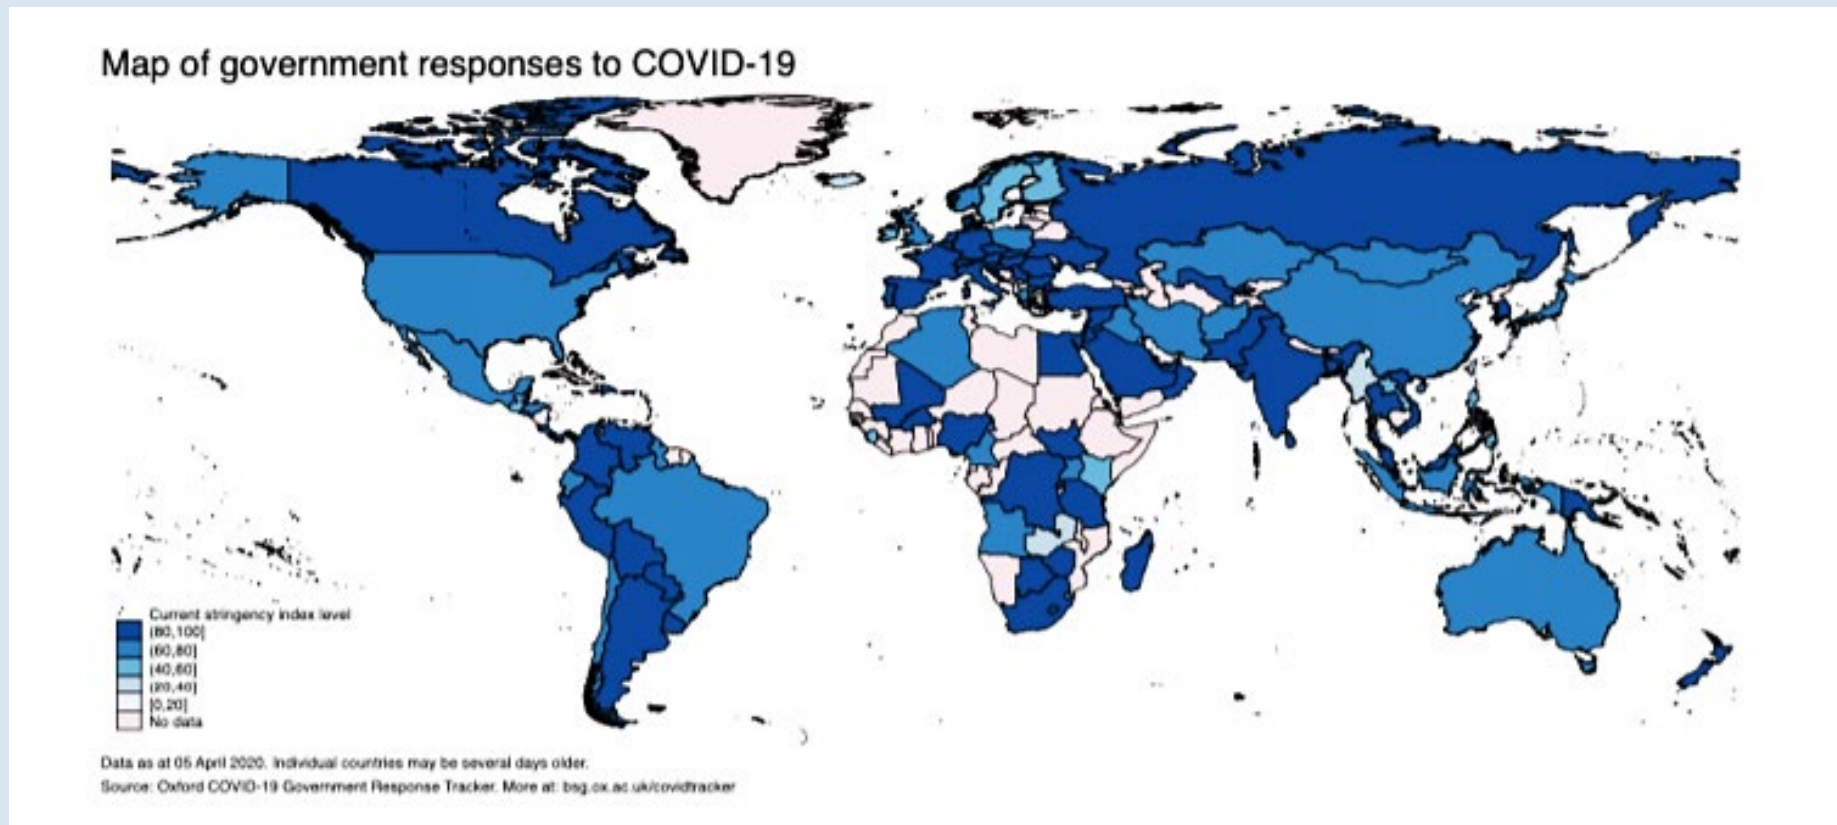 Map of government responses to COVID-19
Current stringency index level
(80,100]
(60,80]
(40,60]
(20,40]
[0,20]
No data
Data as at 05 April 2020. Individual countries may be several days older.
Source: Oxford COVID-19 Government Response Tracker. More at: bsg.ox.ac.uk/covidtracker